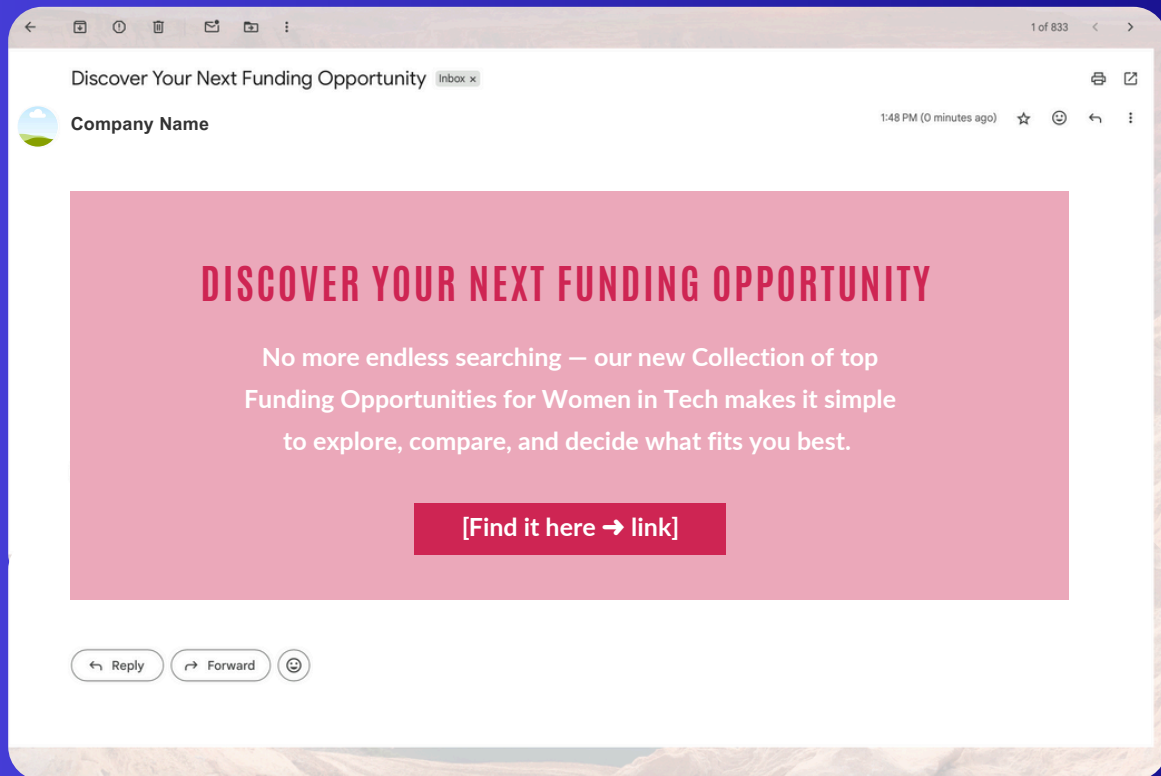 1 of 833
Discover Your Next Funding Opportunity Inbox ×
Company Name
1:48 PM (0 minutes ago)
DISCOVER YOUR NEXT FUNDING OPPORTUNITY
No more endless searching — our new Collection of top
Funding Opportunities for Women in Tech makes it simple
to explore, compare, and decide what fits you best.
[Find it here ➜ link]
Reply
Forward